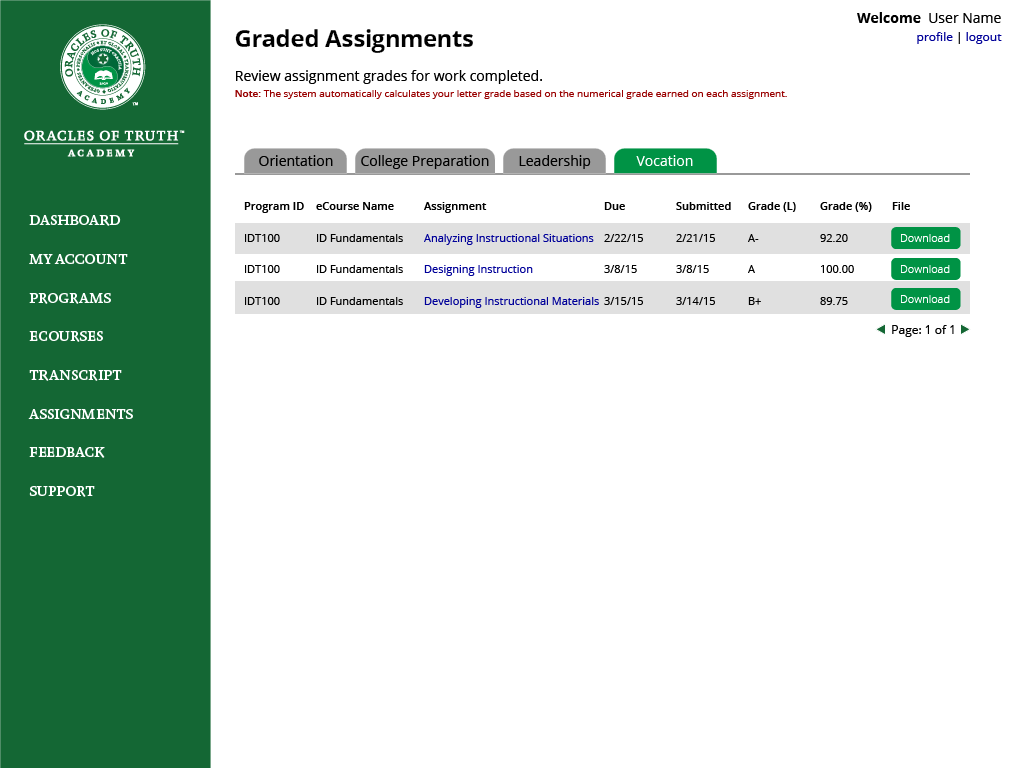 ORACLES OF TRUTH
ACADEMY
™
ORACLES OF TRUTH™
ACADEMY
DASHBOARD
MY ACCOUNT
PROGRAMS
ECOURSES
TRANSCRIPT
ASSIGNMENTS
FEEDBACK
SUPPORT
Welcome User Name
profile | logout
Graded Assignments
Review assignment grades for work completed.
Note: The system automatically calculates your letter grade based on the numerical grade earned on each assignment.
Orientation College Preparation Leadership Vocation
Program ID eCourse Name Assignment Due Submitted Grade (L) Grade (%) File
IDT100 ID Fundamentals Analyzing Instructional Situations 2/22/15 2/21/15 A- 92.20 Download
IDT100 ID Fundamentals Designing Instruction 3/8/15 3/8/15 A 100.00 Download
IDT100 ID Fundamentals Developing Instructional Materials 3/15/15 3/14/15 B+ 89.75 Download
Page: 1 of 1